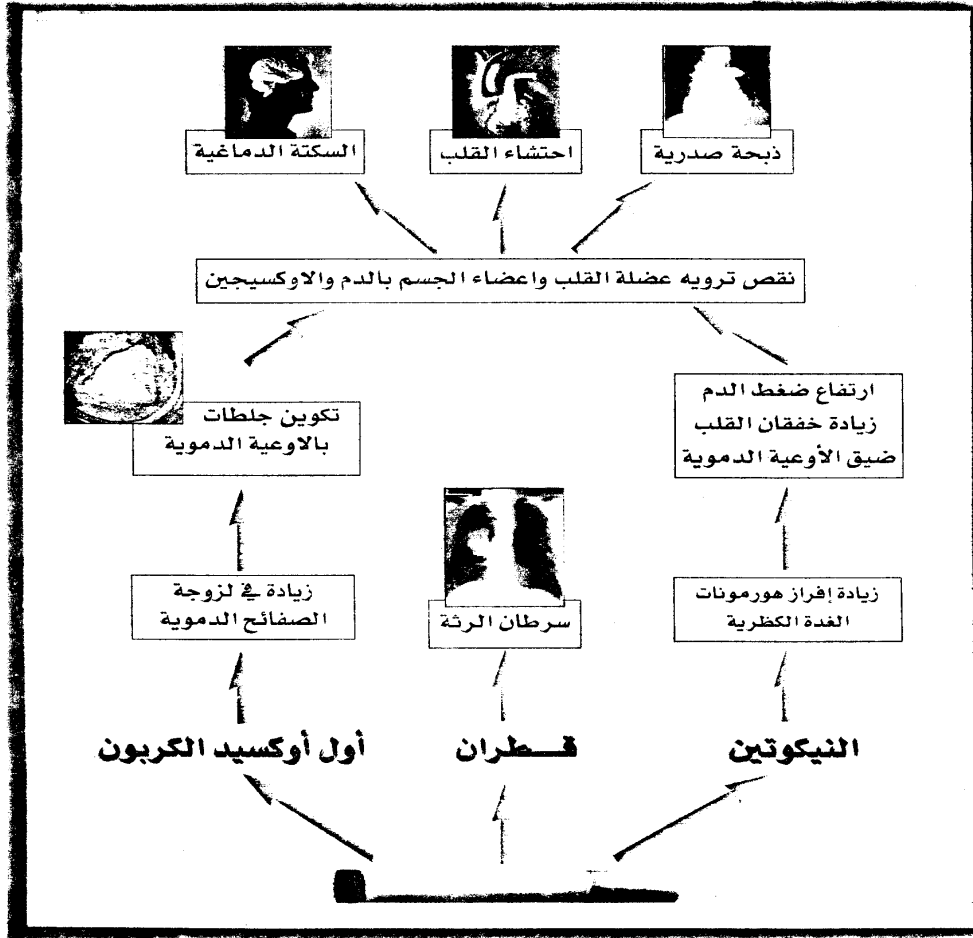 ذبحة صدرية
احتشاء القلب
السكتة الدماغية
نقص ترويه عضلة القلب واعضاء الجسم بالدم والاوكسيجين
ارتفاع ضغط الدم
زيادة خفقان القلب
ضيق الأوعية الدموية
تكوين جلطات
بالاوعية الدموية
زيادة إفراز هورمونات
الغدة الكظرية
سرطان الرئة
زيادة في لزوجة
الصفائح الدموية
النيكوتين
قـطران
أول أوكسيد الكربون